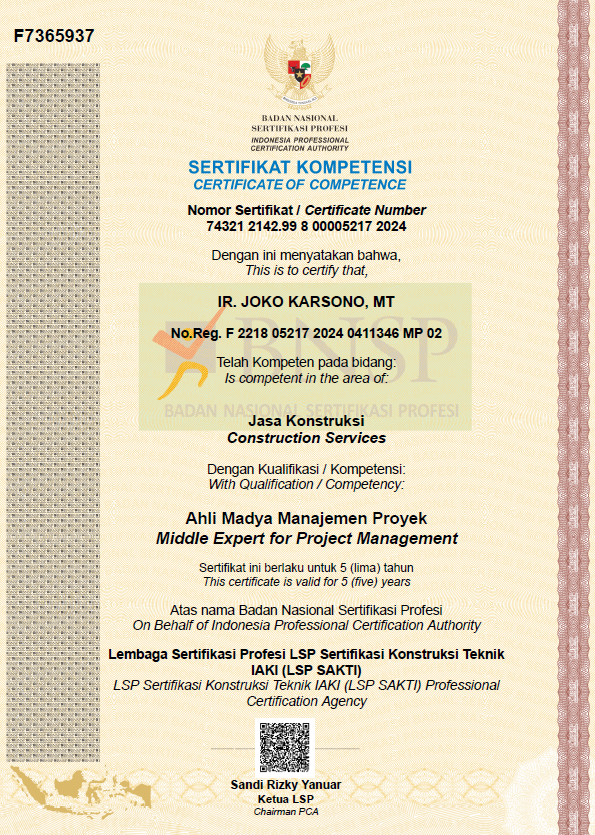 F7365937
BADAN NASIONAL
SERTIFIKASI PROFESI
INDONESIA PROFESSIONAL
CERTIFICATION AUTHORITY
SERTIFIKAT KOMPETENSI
CERTIFICATE OF COMPETENCE
Nomor Sertifikat / Certificate Number
74321 2142.99 8 00005217 2024
Dengan ini menyatakan bahwa,
This is to certify that,
IR. JOKO KARSONO, MT
No.Reg. F 2218 05217 2024 0411346 MP 02
BNSP
Telah Kompeten pada bidang:
Is competent in the area of:
BADAN NASIONAL SERTIFIKASI PROFESI
Jasa Konstruksi
Construction Services
Dengan Kualifikasi / Kompetensi:
With Qualification / Competency:
Ahli Madya Manajemen Proyek
Middle Expert for Project Management
Sertifikat ini berlaku untuk 5 (lima) tahun
This certificate is valid for 5 (five) years
Atas nama Badan Nasional Sertifikasi Profesi
On Behalf of Indonesia Professional Certification Authority
Lembaga Sertifikasi Profesi LSP Sertifikasi Konstruksi Teknik
IAKI (LSP SAKTI)
LSP Sertifikasi Konstruksi Teknik IAKI (LSP SAKTI) Professional
Certification Agency
Sandi Rizky Yanuar
Ketua LSP
Chairman PCA